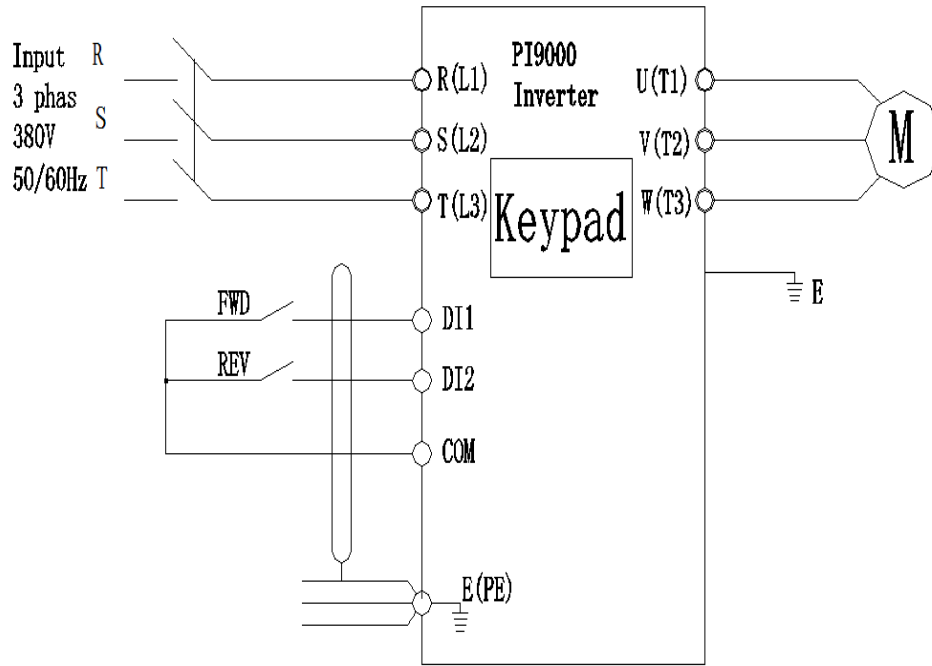 Input R
3 phas
S
380V
50/60Hz T
PI9000
Inverter
R(L1)
S(L2)
T(L3)
Keypad
U(T1)
V(T2)
W(T3)
M
E
FWD
DI1
REV
DI2
COM
E(PE)